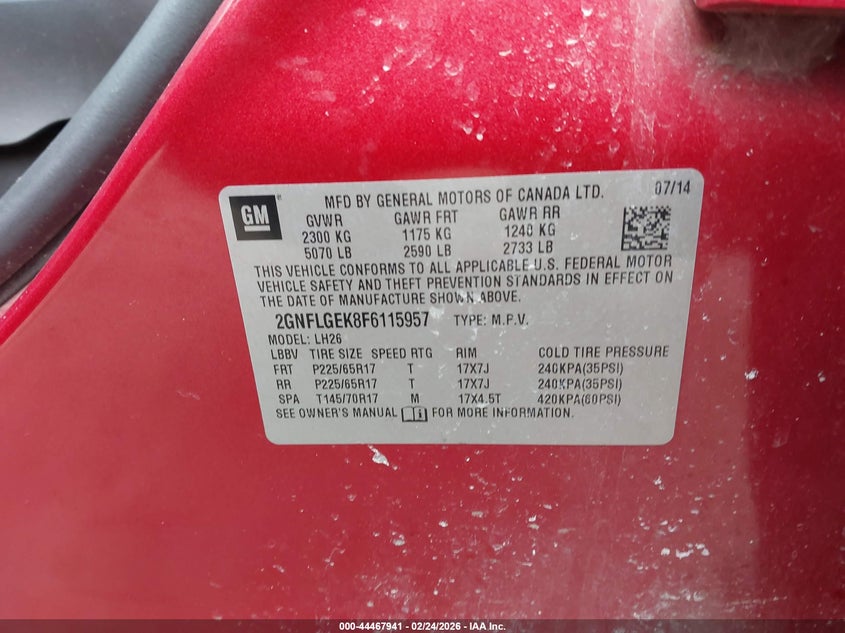 GM
MFD BY GENERAL MOTORS OF CANADA LTD. 07/14
GVWR GAWR FRT GAWR RR
2300 KG 1175 KG 1240 KG
5070 LB 2590 LB 2733 LB
THIS VEHICLE CONFORMS TO ALL APPLICABLE U.S. FEDERAL MOTOR
VEHICLE SAFETY AND THEFT PREVENTION STANDARDS IN EFFECT ON
THE DATE OF MANUFACTURE SHOWN ABOVE.
2GNFLGEK8F6115957 TYPE: M.P.V.
MODEL: LH26
LBBV TIRE SIZE SPEED RTG RIM COLD TIRE PRESSURE
FRT P225/65R17 T 17X7J 240KPA(35PSI)
RR P225/65R17 T 17X7J 240KPA(35PSI)
SPA T145/70R17 M 17X4.5T 420KPA(60PSI)
SEE OWNER'S MANUAL FOR MORE INFORMATION.
000-44467941 - 02/24/2026 - IAA Inc.